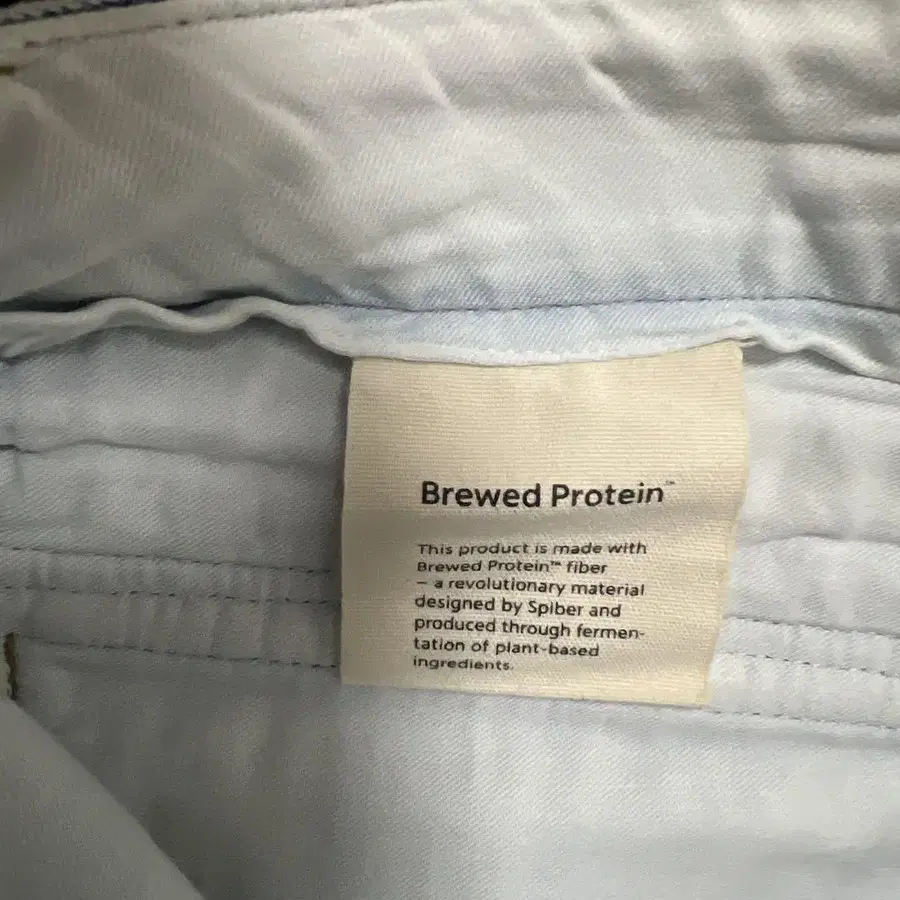 Brewed Protein™
This product is made with
Brewed Protein™ fiber
– a revolutionary material
designed by Spiber and
produced through fermen-
tation of plant-based
ingredients.